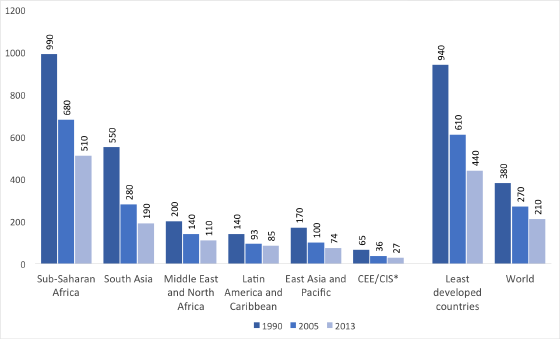 1200
1000
800
600
400
200
0
990
680
510
550
280
190
200
140
110
140
93
85
170
100
74
65
36
27
940
610
440
380
270
210
Sub-Saharan
Africa
South Asia
Middle East
and North
Africa
Latin
America and
Caribbean
East Asia and
Pacific
CEE/CIS*
Least
developed
countries
World
1990 2005 2013